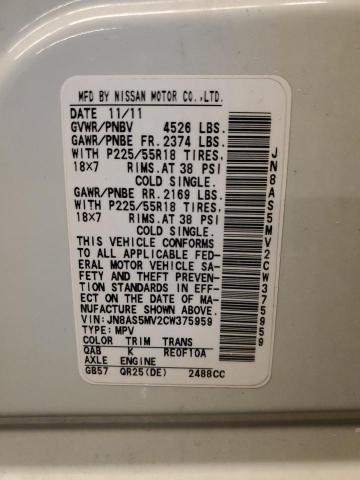 MFD BY NISSAN MOTOR CO.,LTD.
DATE 11/11
GVWR/PNBV 4526 LBS.
GAWR/PNBE FR. 2374 LBS.
WITH P225/55R18 TIRES,
18X7 RIMS.AT 38 PSI
COLD SINGLE.
GAWR/PNBE RR. 2169 LBS.
WITH P225/55R18 TIRES,
18X7 RIMS.AT 38 PSI
COLD SINGLE.
THIS VEHICLE CONFORMS
TO ALL APPLICABLE FED-
ERAL MOTOR VEHICLE SA-
FETY AND THEFT PREVEN-
TION STANDARDS IN EFF-
ECT ON THE DATE OF MA-
NUFACTURE SHOWN ABOVE.
VIN: JN8AS5MV2CW375959
TYPE: MPV
COLOR TRIM TRANS
QAB K RE0F10A
AXLE ENGINE
GB57 QR25(DE) 2488CC
JN8AS5MV2CW375959